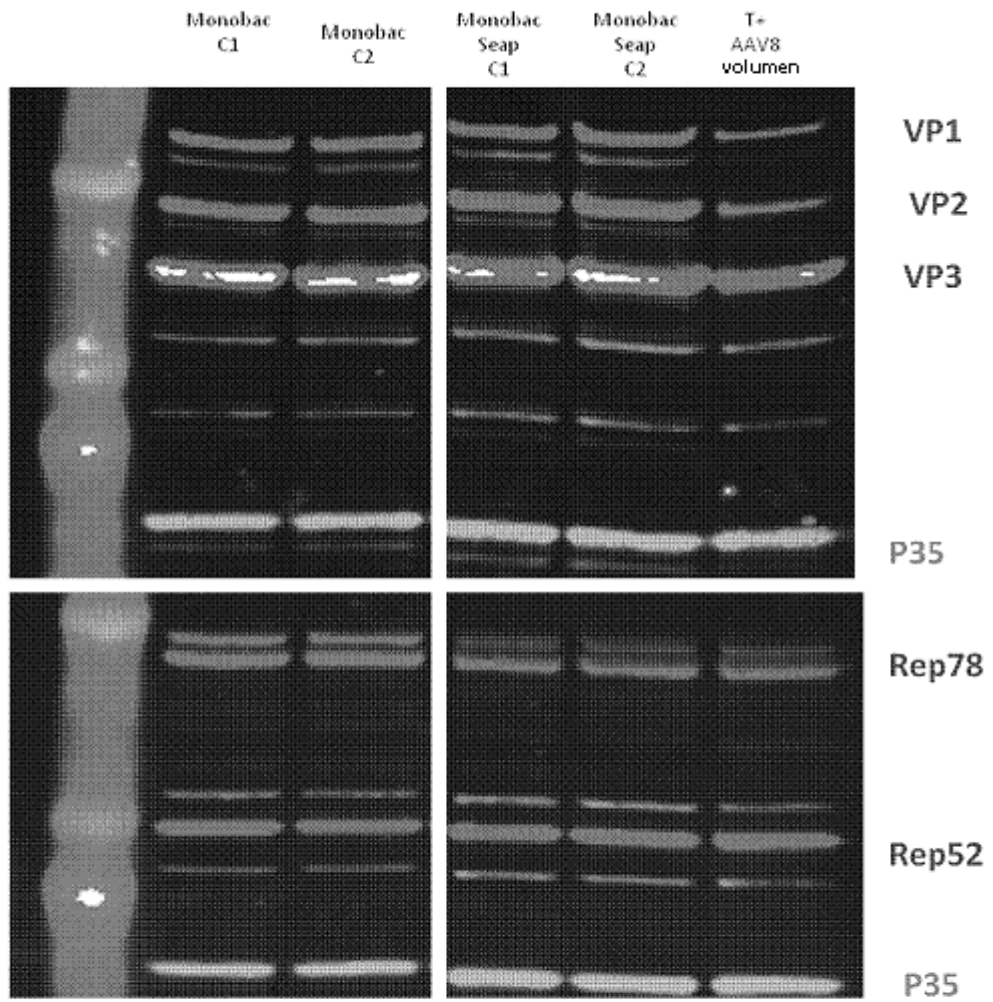 Monobac
C1
Monobac
C2
Monobac
Seap
C1
Monobac
Seap
C2
T+
AAV8
volumen
VP1
VP2
VP3
P35
Rep78
Rep52
P35